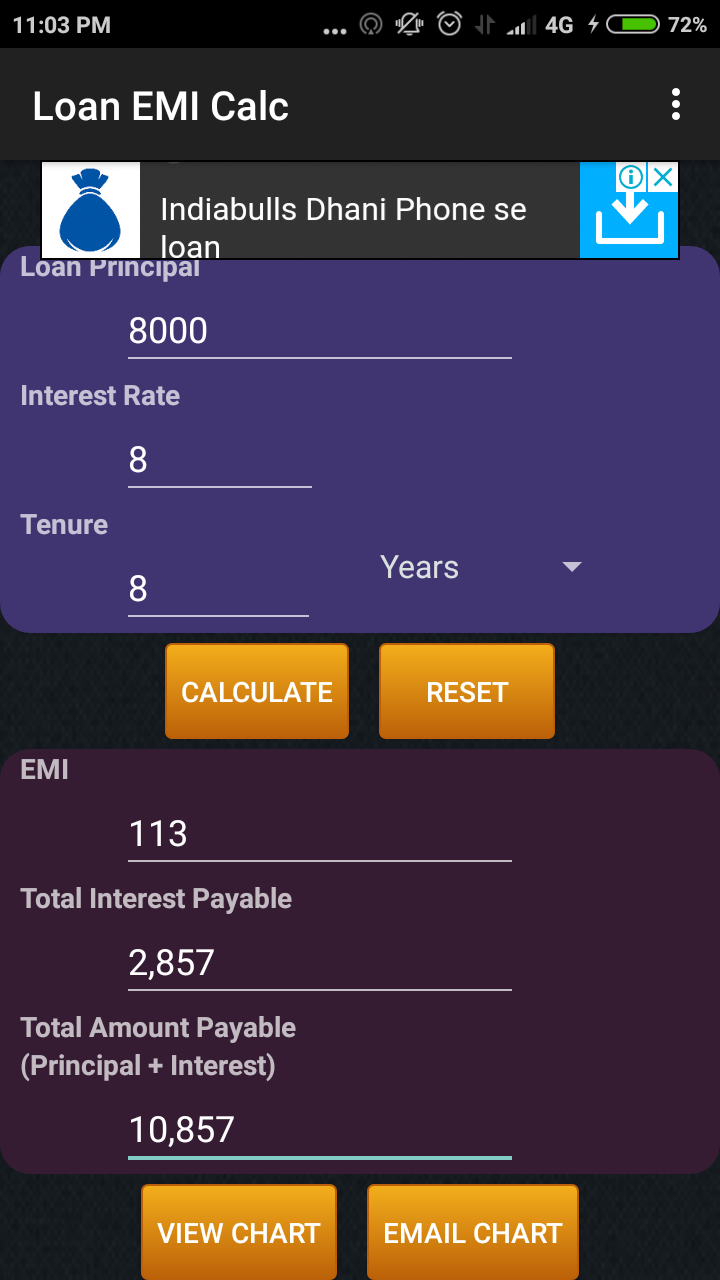 11:03 PM
4G
72%
Loan EMI Calc
Indiabulls Dhani Phone se
loan
Loan Principal
8000
Interest Rate
8
Tenure
8
Years
CALCULATE
RESET
EMI
113
Total Interest Payable
2,857
Total Amount Payable
(Principal + Interest)
10,857
VIEW CHART
EMAIL CHART